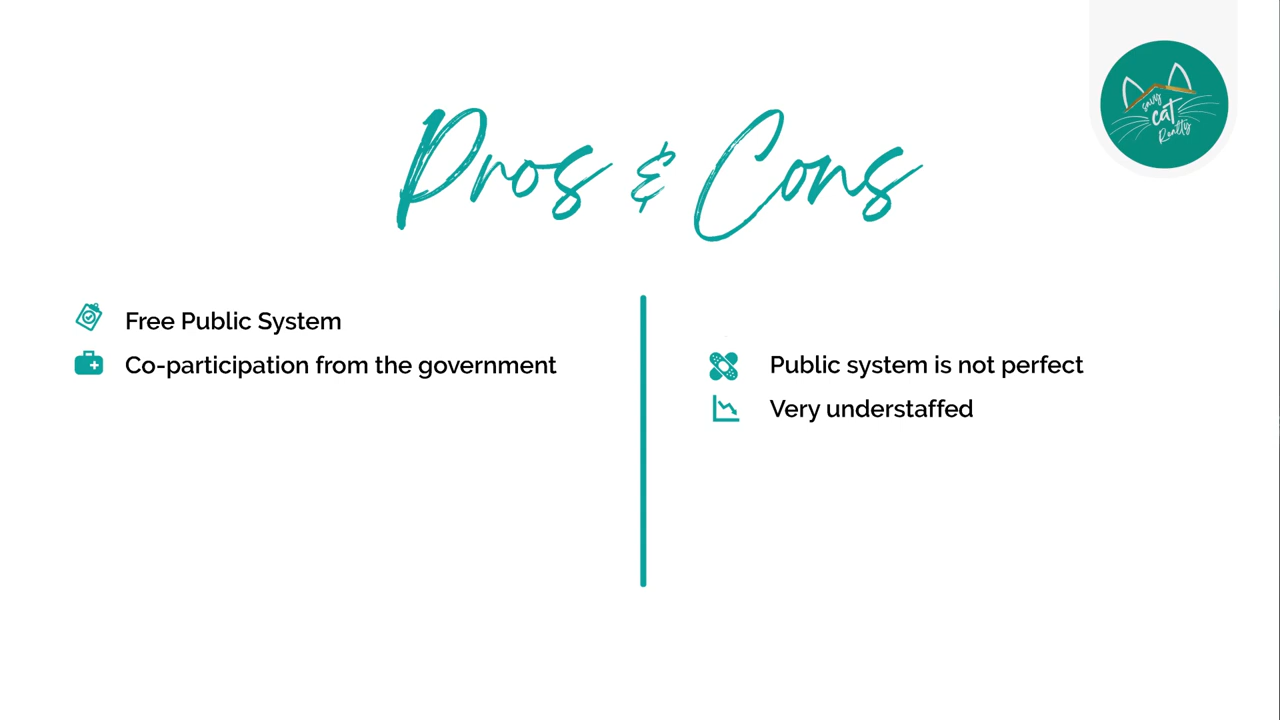 savvy
cat
Realty
Pros & Cons
Free Public System
Co-participation from the government
Public system is not perfect
Very understaffed